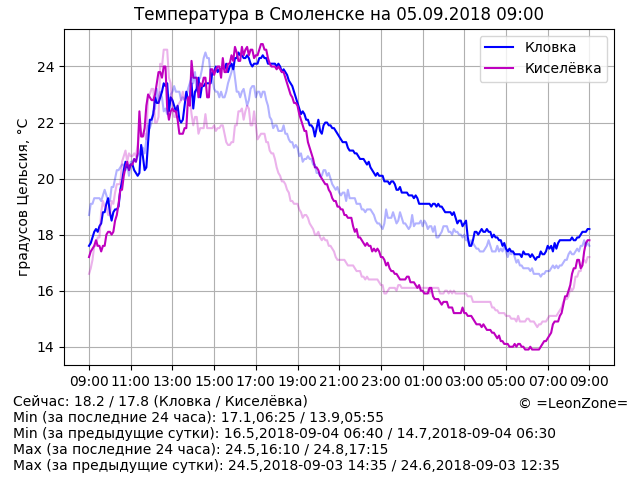 Температура в Смоленске на 05.09.2018 09:00
Кловка
Киселёвка
градусов Цельсия, °C
24
22
20
18
16
14
09:00 11:00 13:00 15:00 17:00 19:00 21:00 23:00 01:00 03:00 05:00 07:00 09:00
Сейчас: 18.2 / 17.8 (Кловка / Киселёвка)
© =LeonZone=
Min (за последние 24 часа): 17.1,06:25 / 13.9,05:55
Min (за предыдущие сутки): 16.5,2018-09-04 06:40 / 14.7,2018-09-04 06:30
Max (за последние 24 часа): 24.5,16:10 / 24.8,17:15
Max (за предыдущие сутки): 24.5,2018-09-03 14:35 / 24.6,2018-09-03 12:35